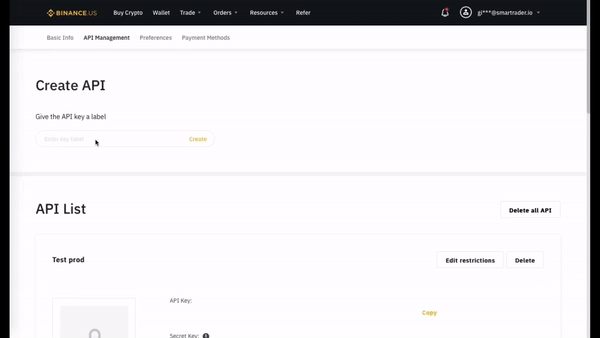 BINANCE.US Buy Crypto Wallet Trade Orders Resources Refer gi***@smartrader.io
Basic Info API Management Preferences Payment Methods
Create API
Give the API key a label
Enter key label Create
API List Delete all API
Test prod Edit restrictions Delete
API Key:
Copy
Secret Key: